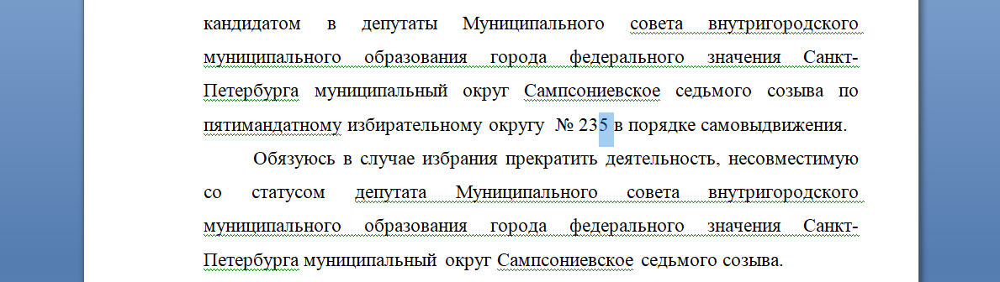 кандидатом в депутаты Муниципального совета внутригородского
муниципального образования города федерального значения Санкт-
Петербурга муниципальный округ Сампсониевское седьмого созыва по
пятимандатному избирательному округу № 235 в порядке самовыдвижения.
Обязуюсь в случае избрания прекратить деятельность, несовместимую
со статусом депутата Муниципального совета внутригородского
муниципального образования города федерального значения Санкт-
Петербурга муниципальный округ Сампсониевское седьмого созыва.